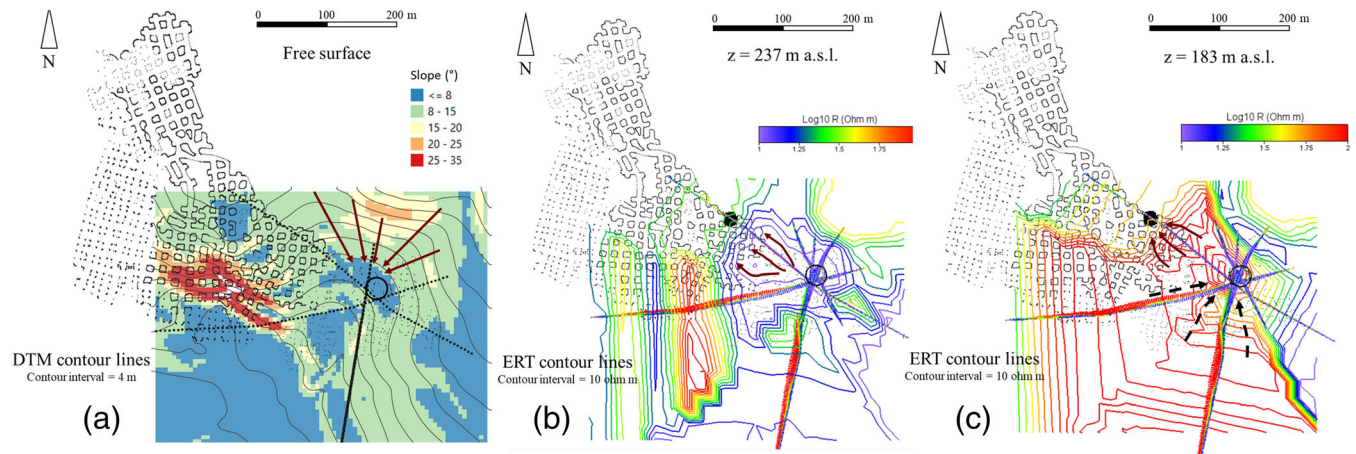 0 100 200 m
N
Free surface
Slope (°)
<= 8
8 - 15
15 - 20
20 - 25
25 - 35
DTM contour lines
Contour interval = 4 m
(a)
0 100 200 m
N
z = 237 m a.s.l.
Log10 R (Ohm m)
1 1.25 1.5 1.75
ERT contour lines
Contour interval = 10 ohm m
(b)
0 100 200 m
N
z = 183 m a.s.l.
Log10 R (Ohm m)
1 1.25 1.5 1.75 2
ERT contour lines
Contour interval = 10 ohm m
(c)